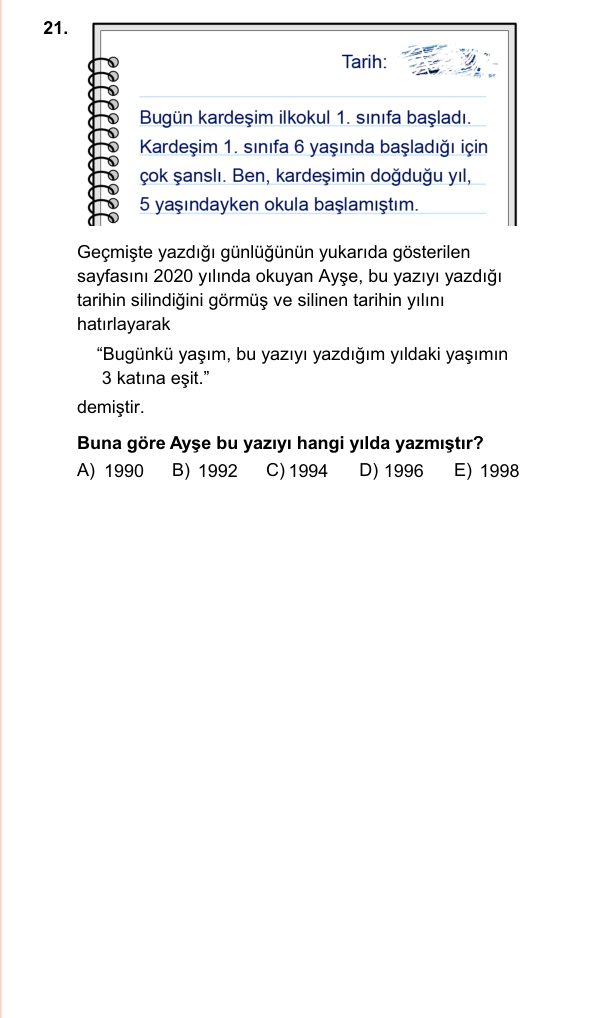 21.
Tarih:
Bugün kardeşim ilkokul 1. sınıfa başladı.
Kardeşim 1. sınıfa 6 yaşında başladığı için
çok şanslı. Ben, kardeşimin doğduğu yıl,
5 yaşındayken okula başlamıştım.
Geçmişte yazdığı günlüğünün yukarıda gösterilen
sayfasını 2020 yılında okuyan Ayşe, bu yazıyı yazdığı
tarihin silindiğini görmüş ve silinen tarihin yılını
hatırlayarak
“Bugünkü yaşım, bu yazıyı yazdığım yıldaki yaşımın
3 katına eşit.”
demiştir.
Buna göre Ayşe bu yazıyı hangi yılda yazmıştır?
A) 1990 B) 1992 C) 1994 D) 1996 E) 1998